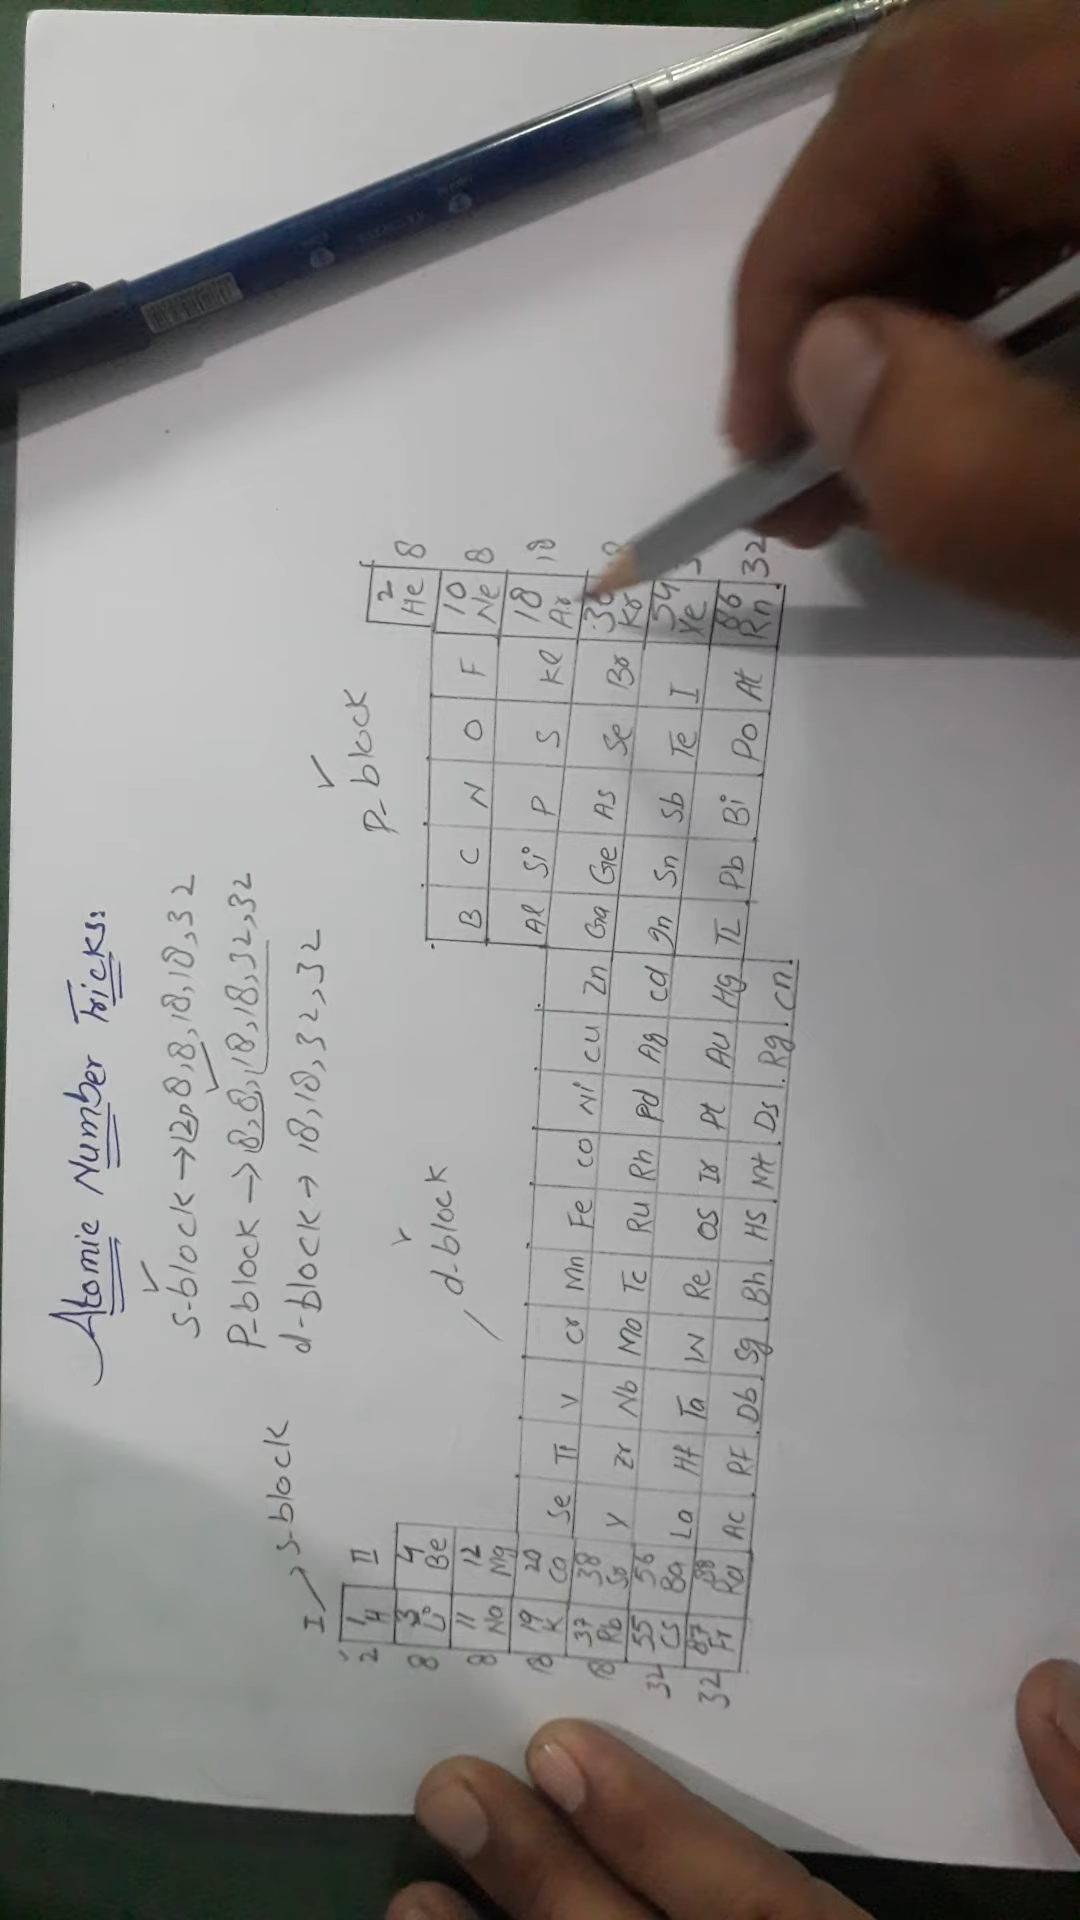 Atomic Number Tricks:
s-block → 2,8,8,18,18,32
P-block → 8,8,18,18,32,32
d-block → 18,18,32,32
I → s-block
II
d-block
P-block
2 1 H 2 He 8
8 3 Li 4 Be B C N O F 10 Ne 8
8 11 Na 12 Mg Al Si P S Kl 18 Ar 18
18 19 K 20 Ca Se Ti V Cr Mn Fe Co Ni Cu Zn Ga Ge As Se Br 36 Kr
18 37 Rb 38 Sr Y Zr Nb Mo Tc Ru Rh Pd Ag Cd In Sn Sb Te I 54 Xe 3
32 55 Cs 56 Ba La Hf Ta W Re OS Ir Pt Au Hg TL Pb Bi Po At 86 Rn 32
32 87 Fr 88 Ra Ac Rf Db Sg Bh HS Mt Ds Rg Cn